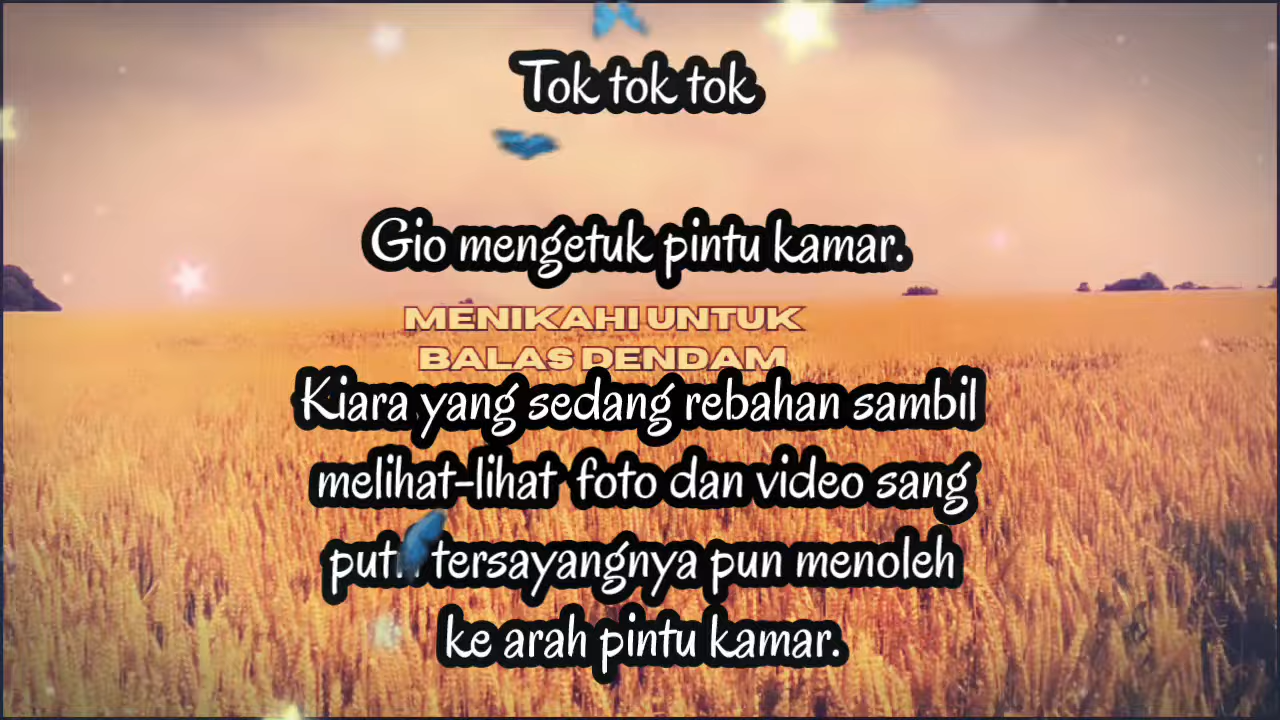 Tok tok tok
Gio mengetuk pintu kamar.
MENIKAHI UNTUK
BALAS DENDAM
Kiara yang sedang rebahan sambil
melihat-lihat foto dan video sang
tersayangnya pun menoleh
ke arah pintu kamar.